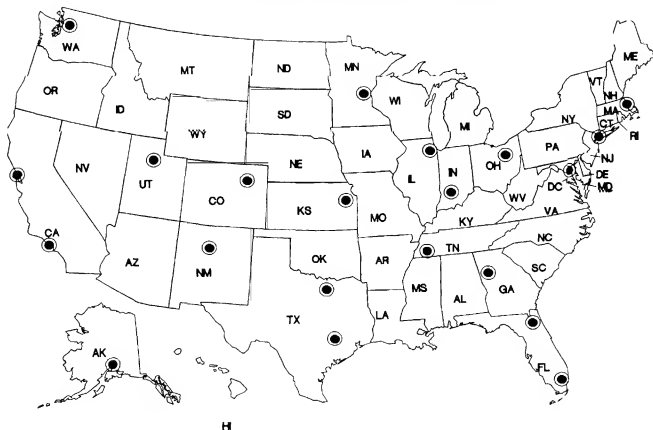 WA
MT
ND
MN
ME
VT
NH
OR
ID
WY
SD
WI
MI
NY
MA
CT
RI
NV
UT
NE
IA
IL
IN
OH
PA
NJ
DE
MD
DC
CA
CO
KS
MO
KY
WV
VA
AZ
NM
OK
AR
TN
NC
SC
TX
LA
MS
AL
GA
FL
AK
HI